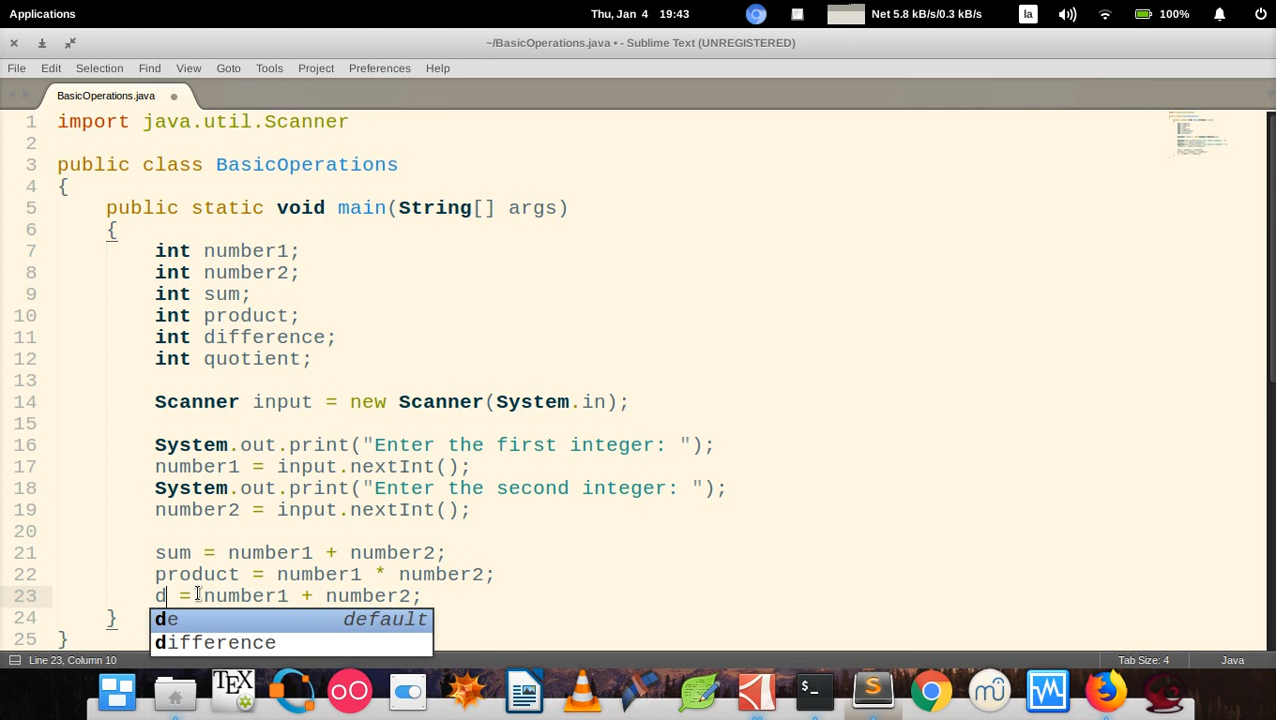 Applications
Thu, Jan 4 19:43
Net 5.8 kB/s/0.3 kB/s
la
100%
~/BasicOperations.java • - Sublime Text (UNREGISTERED)
File Edit Selection Find View Goto Tools Project Preferences Help
BasicOperations.java
1 import java.util.Scanner
2
3 public class BasicOperations
4 {
5 public static void main(String[] args)
6 {
7 int number1;
8 int number2;
9 int sum;
10 int product;
11 int difference;
12 int quotient;
13
14 Scanner input = new Scanner(System.in);
15
16 System.out.print("Enter the first integer: ");
17 number1 = input.nextInt();
18 System.out.print("Enter the second integer: ");
19 number2 = input.nextInt();
20
21 sum = number1 + number2;
22 product = number1 * number2;
23 d = number1 + number2;
24 }
de default
difference
25 }
Line 23, Column 10
Tab Size: 4
Java
TEX